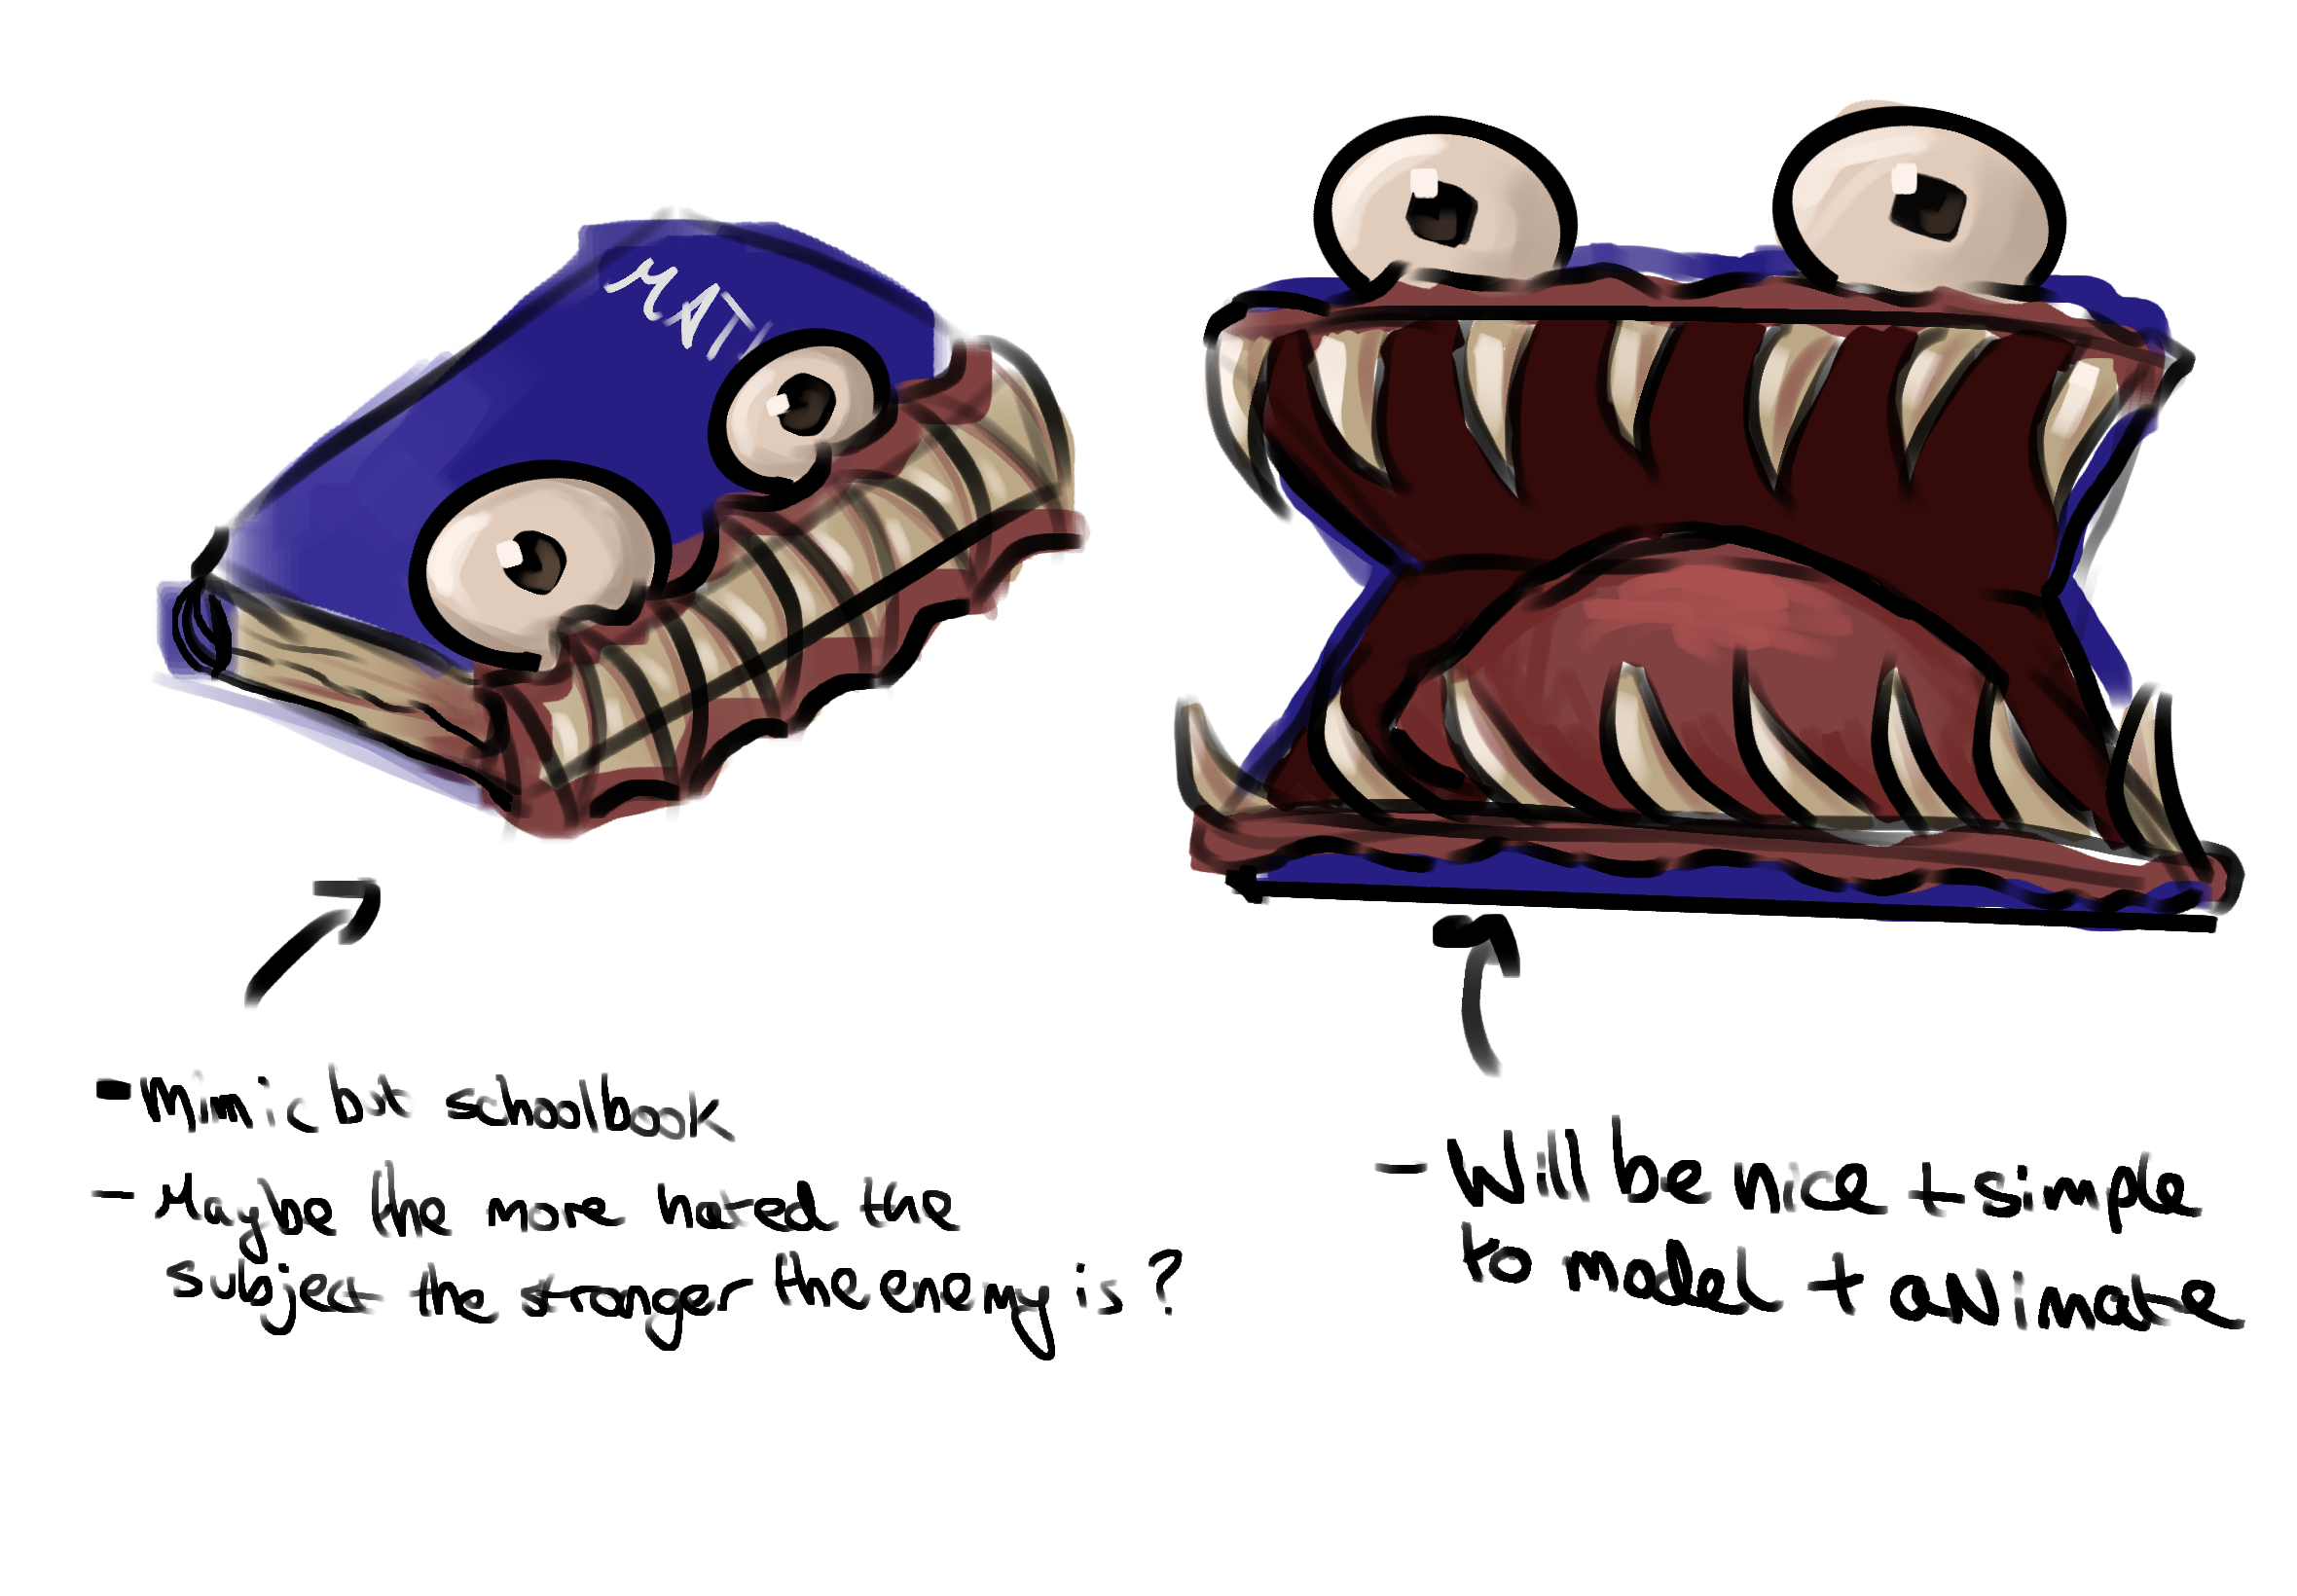 MATH
- Mimic but schoolbook
- Maybe the more hated the
subject the stronger the enemy is?
- Will be nice + simple
to model + animate